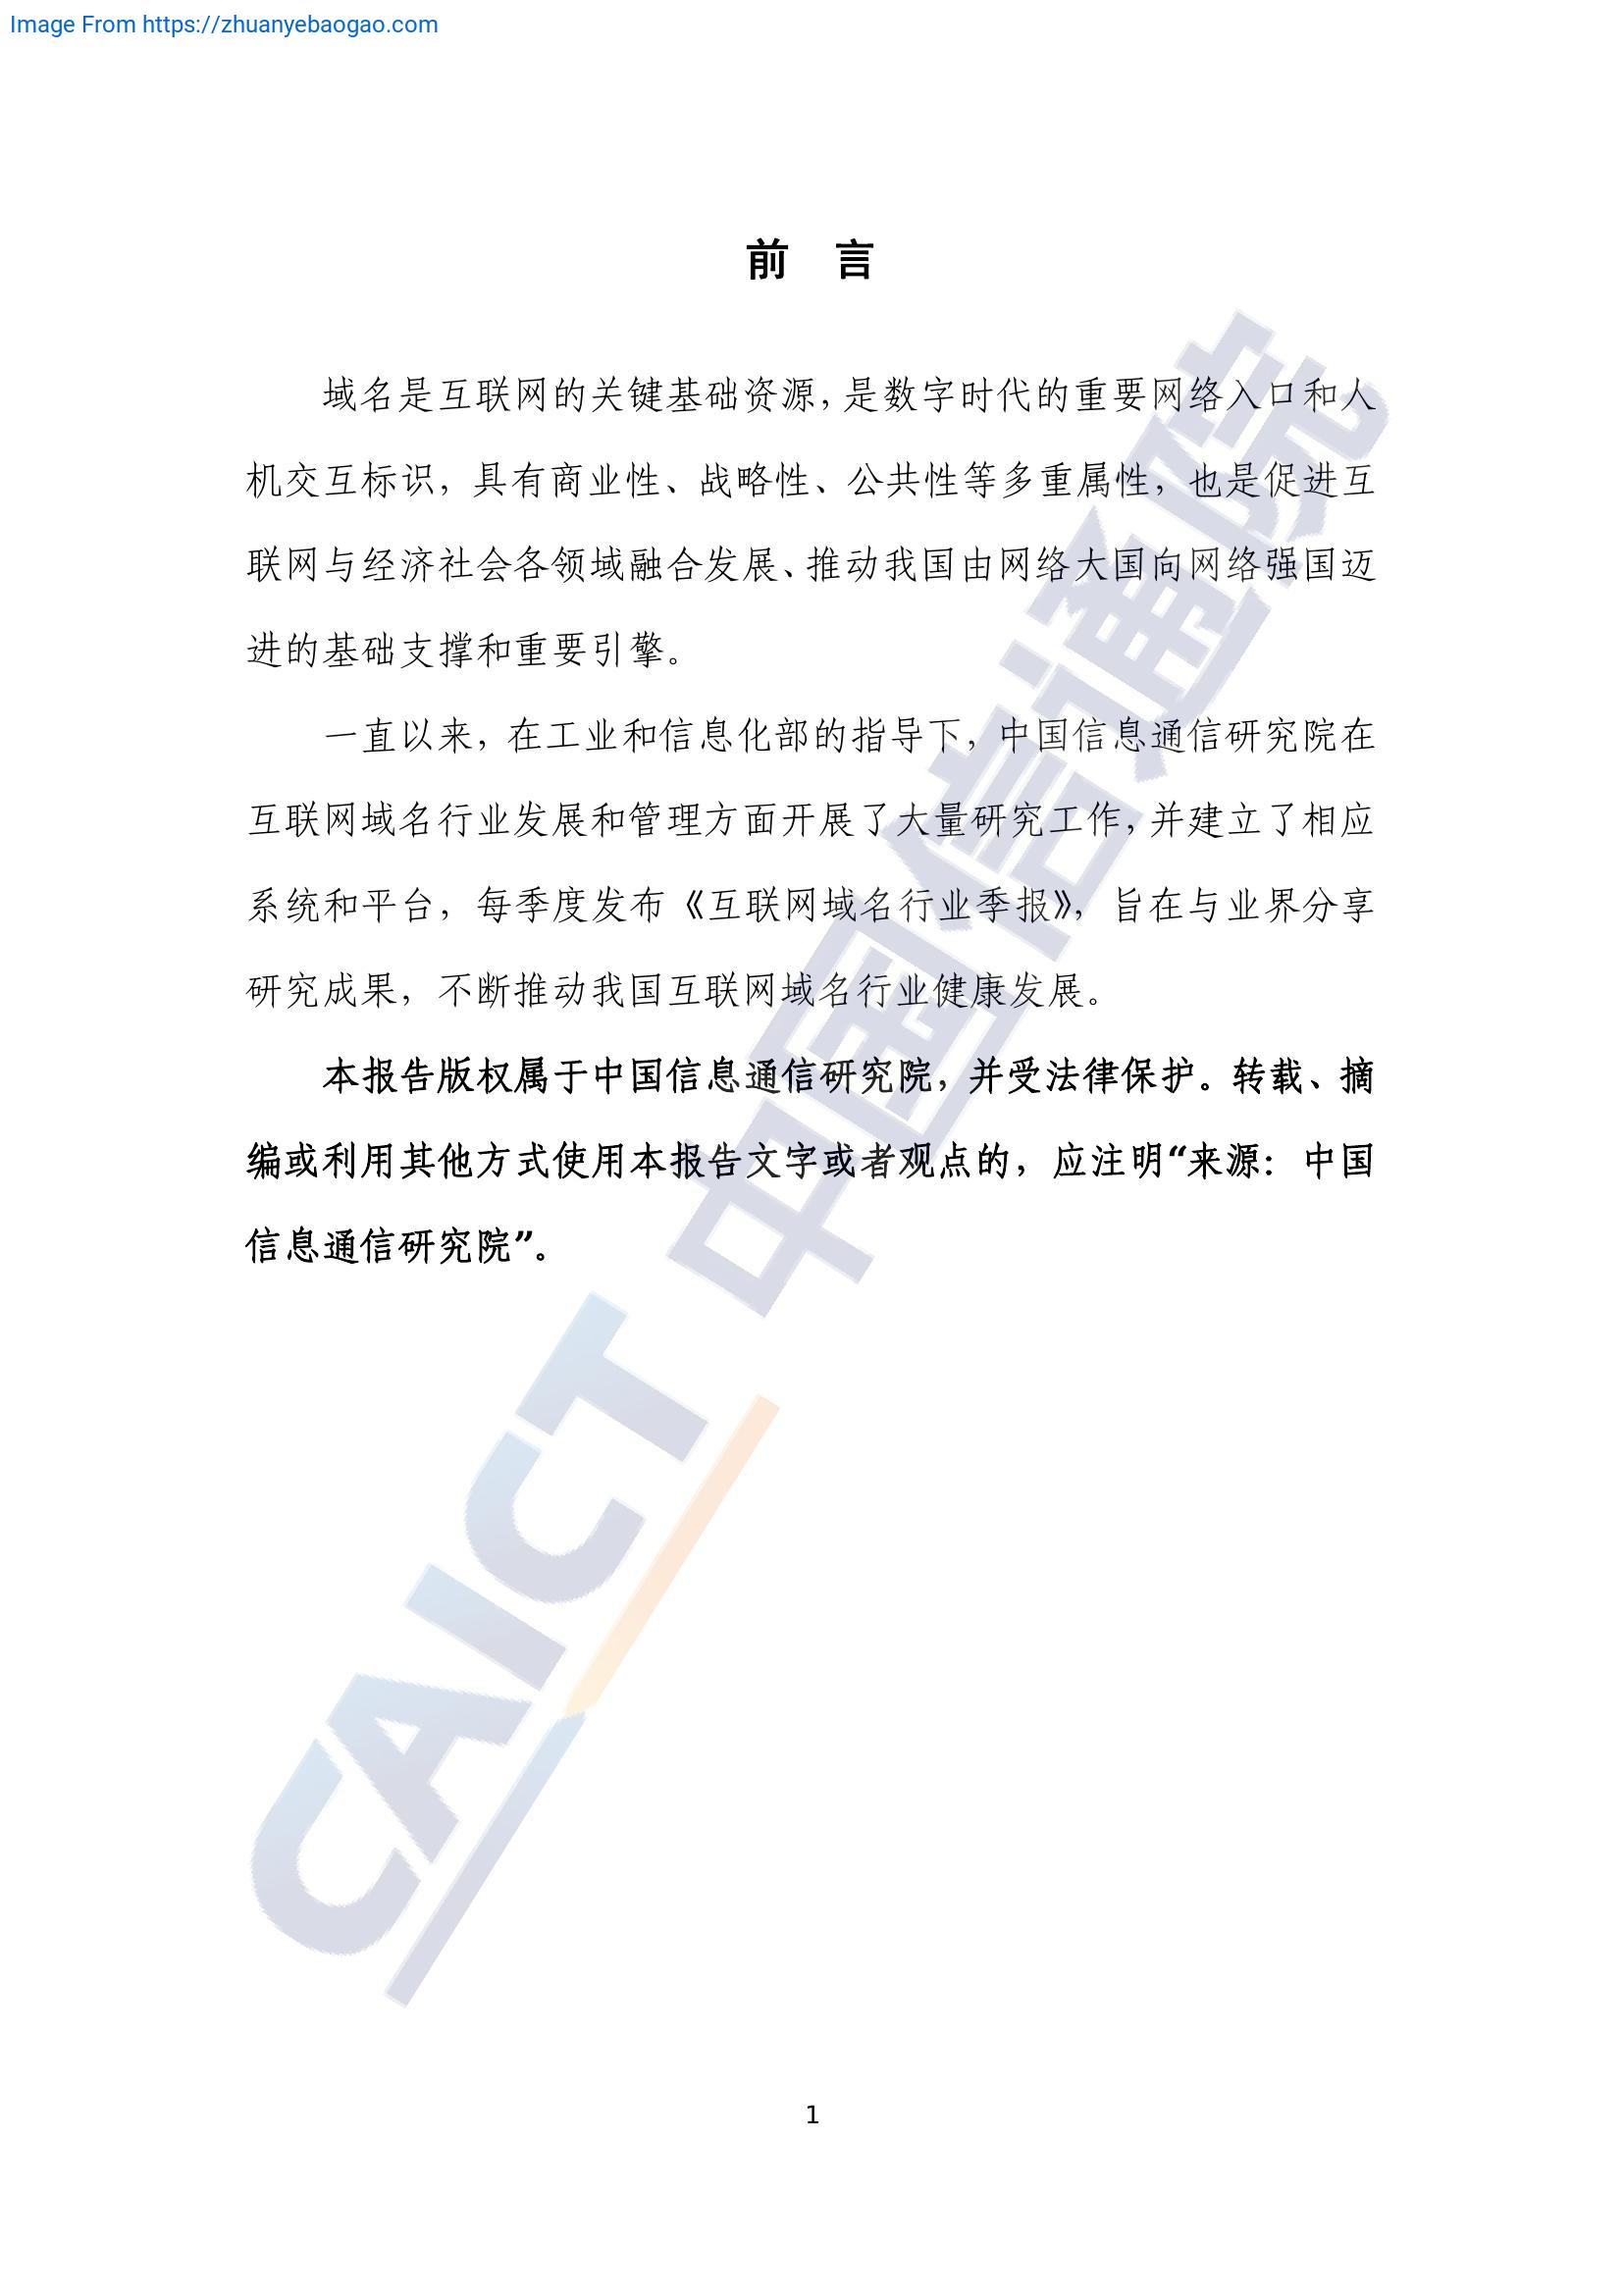 Image From https://zhuanyebaogao.com
前 言
域名是互联网的关键基础资源，是数字时代的重要网络入口和人
机交互标识，具有商业性、战略性、公共性等多重属性，也是促进互
联网与经济社会各领域融合发展、推动我国由网络大国向网络强国迈
进的基础支撑和重要引擎。
一直以来，在工业和信息化部的指导下，中国信息通信研究院在
互联网域名行业发展和管理方面开展了大量研究工作，并建立了相应
系统和平台，每季度发布《互联网域名行业季报》，旨在与业界分享
研究成果，不断推动我国互联网域名行业健康发展。
本报告版权属于中国信息通信研究院，并受法律保护。转载、摘
编或利用其他方式使用本报告文字或者观点的，应注明“来源：中国
信息通信研究院”。
CAICT 中国信通院
1